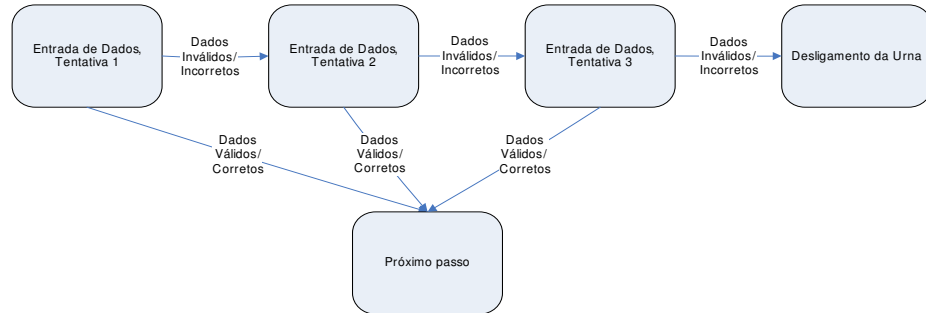 Entrada de Dados,
Tentativa 1
Dados
Inválidos/
Incorretos
Entrada de Dados,
Tentativa 2
Dados
Inválidos/
Incorretos
Entrada de Dados,
Tentativa 3
Dados
Inválidos/
Incorretos
Desligamento da Urna
Dados
Válidos/
Corretos
Dados
Válidos/
Corretos
Dados
Válidos/
Corretos
Próximo passo